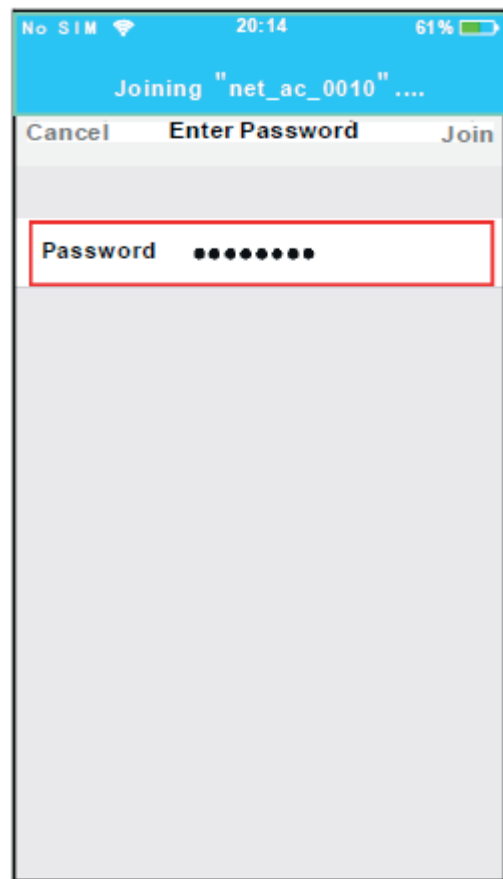 No SIM 20:14 61%
Joining "net_ac_0010"....
Cancel Enter Password Join
Password ●●●●●●●●